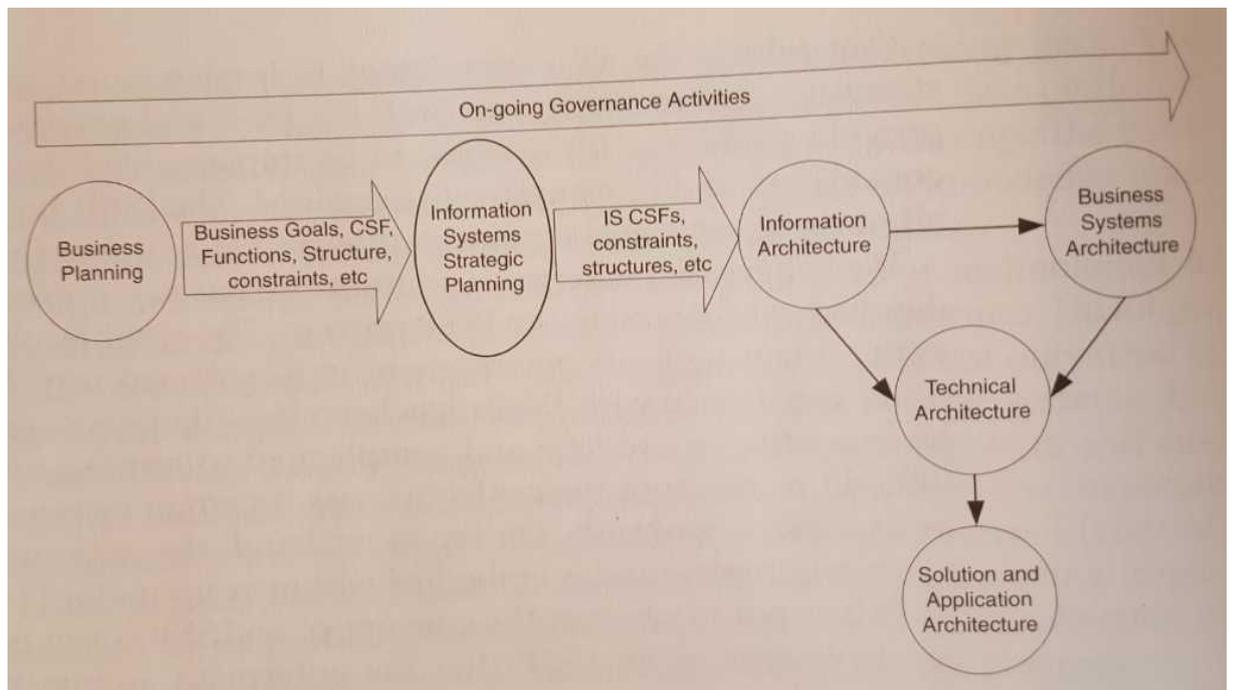 On-going Governance Activities
Business
Planning
Business Goals, CSF,
Functions, Structure,
constraints, etc
Information
Systems
Strategic
Planning
IS CSFs,
constraints,
structures, etc
Information
Architecture
Business
Systems
Architecture
Technical
Architecture
Solution and
Application
Architecture